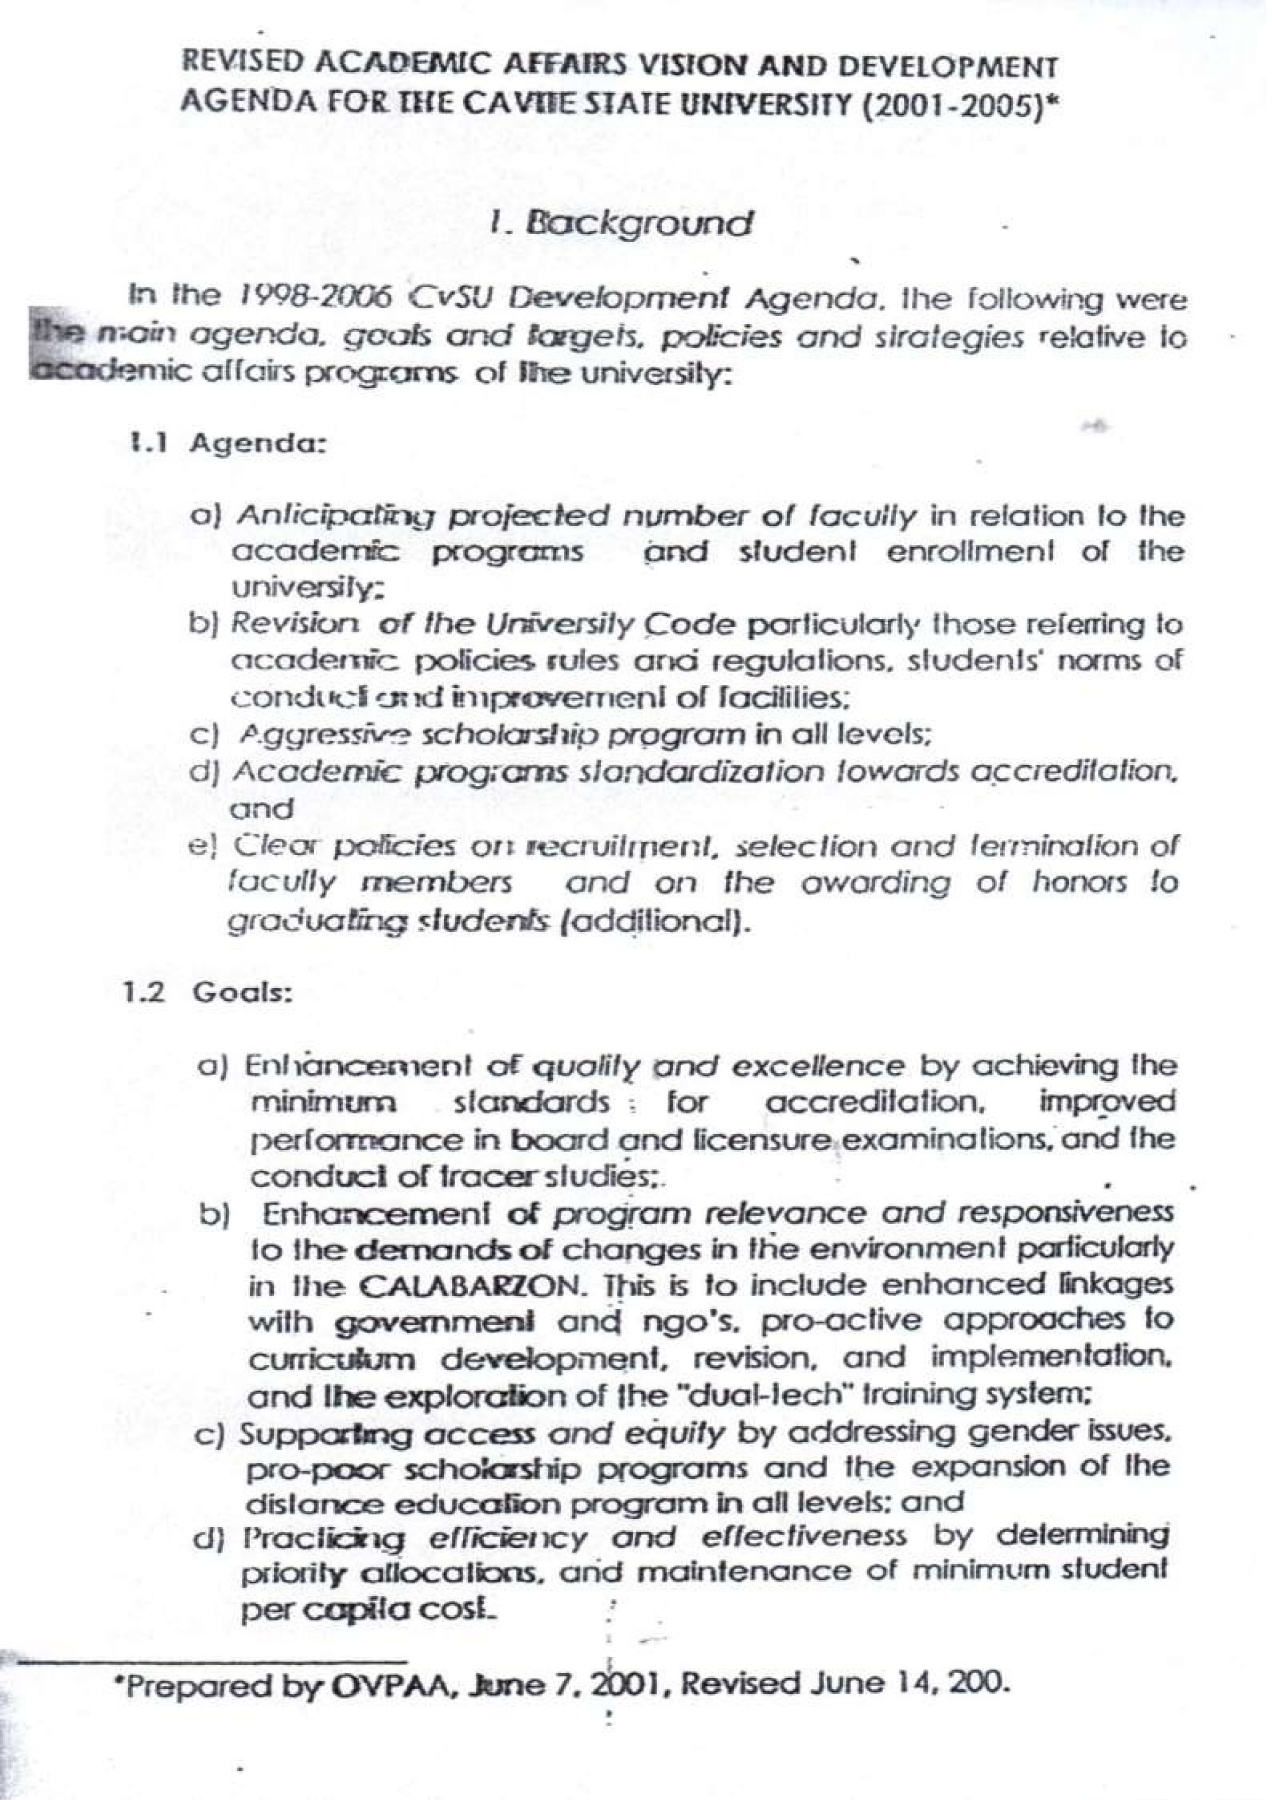 REVISED ACADEMIC AFFAIRS VISION AND DEVELOPMENT
AGENDA FOR THE CAVITE STATE UNIVERSITY (2001-2005)*
1. Background
In the 1998-2006 CvSU Development Agenda, the following were
the main agenda, goals and targets, policies and strategies relative to
academic affairs programs of the university:
1.1 Agenda:
a) Anticipating projected number of faculty in relation to the
academic programs and student enrollment of the
university;
b) Revision of the University Code particularly those referring to
academic policies rules and regulations, students' norms of
conduct and improvement of facilities;
c) Aggressive scholarship program in all levels;
d) Academic programs standardization towards accreditation,
and
e) Clear policies on recruitment, selection and termination of
faculty members and on the awarding of honors to
graduating students (additional).
1.2 Goals:
a) Enhancement of quality and excellence by achieving the
minimum standards for accreditation, improved
performance in board and licensure examinations, and the
conduct of tracer studies;
b) Enhancement of program relevance and responsiveness
to the demands of changes in the environment particularly
in the CALABARZON. This is to include enhanced linkages
with government and ngo's, pro-active approaches to
curriculum development, revision, and implementation,
and the exploration of the "dual-tech" training system;
c) Supporting access and equity by addressing gender issues,
pro-poor scholarship programs and the expansion of the
distance education program in all levels; and
d) Practicing efficiency and effectiveness by determining
priority allocations, and maintenance of minimum student
per capita cost.
*Prepared by OVPAA, June 7, 2001, Revised June 14, 200.